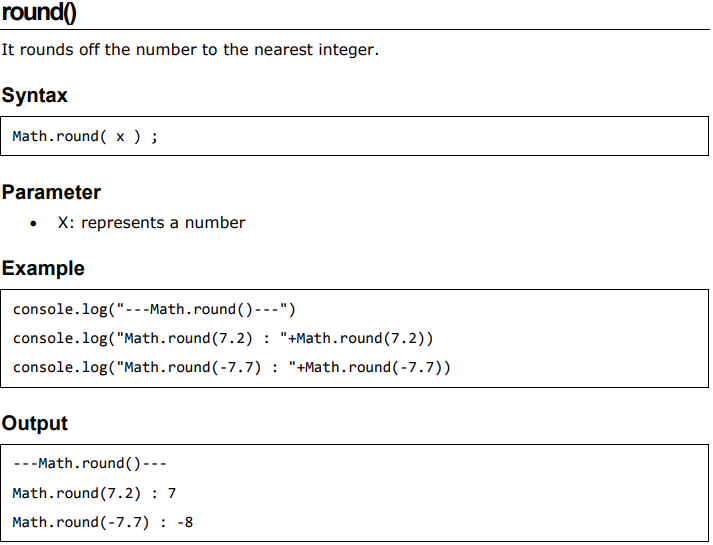 round()
It rounds off the number to the nearest integer.
Syntax
Math.round( x ) ;
Parameter
• X: represents a number
Example
console.log("---Math.round()---")
console.log("Math.round(7.2) : "+Math.round(7.2))
console.log("Math.round(-7.7) : "+Math.round(-7.7))
Output
---Math.round()---
Math.round(7.2) : 7
Math.round(-7.7) : -8